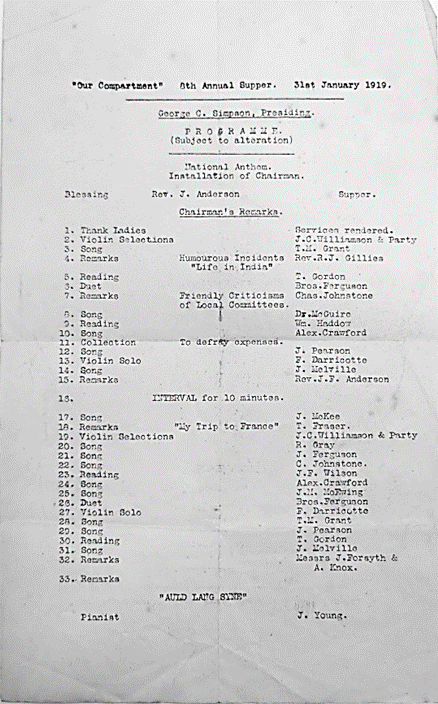 "Our Compartment" 8th Annual Supper. 31st January 1919.
George C. Simpson, Presiding.
PROGRAMME.
(Subject to alteration)
National Anthem.
Installation of Chairman.
Blessing Rev. J. Anderson Supper.
Chairman's Remarks.
1. Thank Ladies Services rendered.
2. Violin Selections J.C.Williamson & Party
3. Song T.M. Grant
4. Remarks Humourous Incidents Rev.R.J. Gillies
"Life in India"
5. Reading T. Gordon
6. Duet Bros.Ferguson
7. Remarks Friendly Criticisms Chas.Johnstone
of Local Committees.
8. Song Dr.McGuire
9. Reading Wm. Haddow
10. Song Alex.Crawford
11. Collection To defray expenses.
12. Song J. Pearson
13. Violin Solo F. Darricotte
14. Song J. Melville
15. Remarks Rev.J.F. Anderson
16. INTERVAL for 10 minutes.
17. Song J. McKee
18. Remarks "My Trip to France" T. Fraser.
19. Violin Selections J.C.Williamson & Party
20. Song R. Gray
21. Song J. Ferguson
22. Song C. Johnstone.
23. Reading J.F. Wilson
24. Song Alex.Crawford
25. Song J.M. McEwing
26. Duet Bros.Ferguson
27. Violin Solo F. Darricotte
28. Song T.M. Grant
29. Song J. Pearson
30. Reading T. Gordon
31. Song J. Melville
32. Remarks Messrs J.Forsyth &
A. Knox.
33. Remarks
"AULD LANG SYNE"
Pianist J. Young.